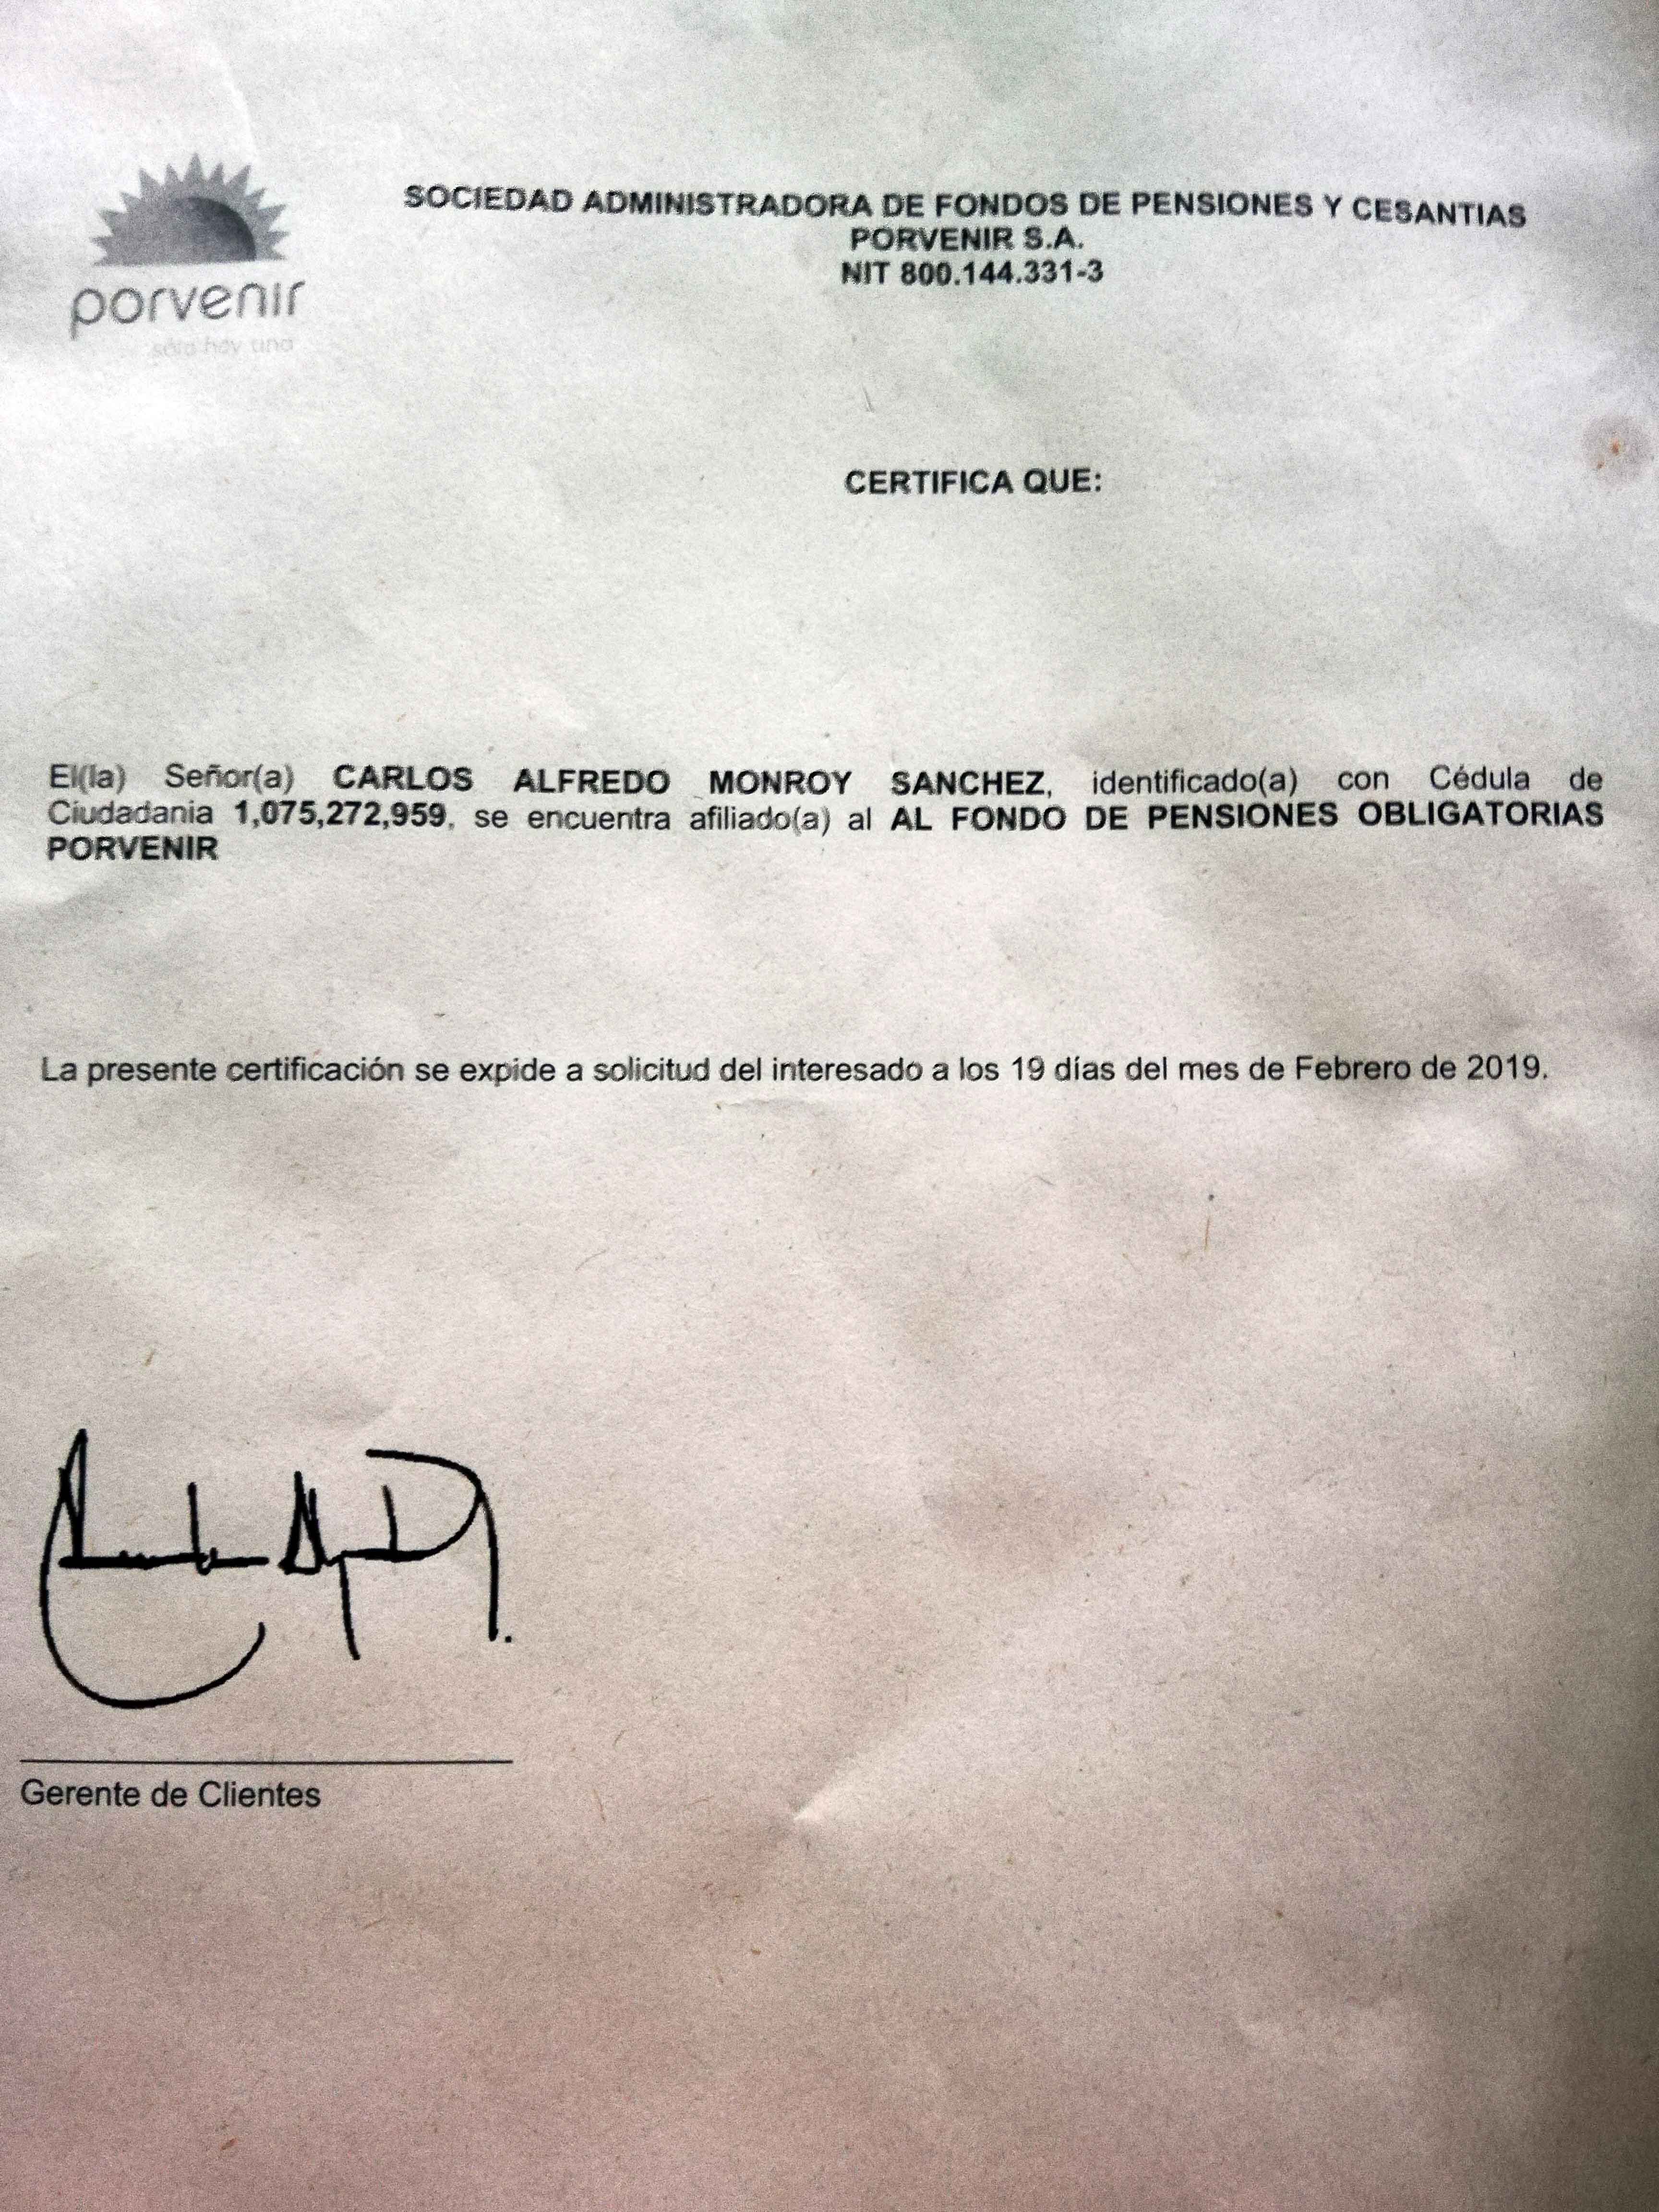 SOCIEDAD ADMINISTRADORA DE FONDOS DE PENSIONES Y CESANTIAS
PORVENIR S.A.
NIT 800.144.331-3
porvenir
sólo hay una
CERTIFICA QUE:
El(la) Señor(a) CARLOS ALFREDO MONROY SANCHEZ, identificado(a) con Cédula de
Ciudadania 1,075,272,959, se encuentra afiliado(a) al AL FONDO DE PENSIONES OBLIGATORIAS
PORVENIR
La presente certificación se expide a solicitud del interesado a los 19 días del mes de Febrero de 2019.
Gerente de Clientes